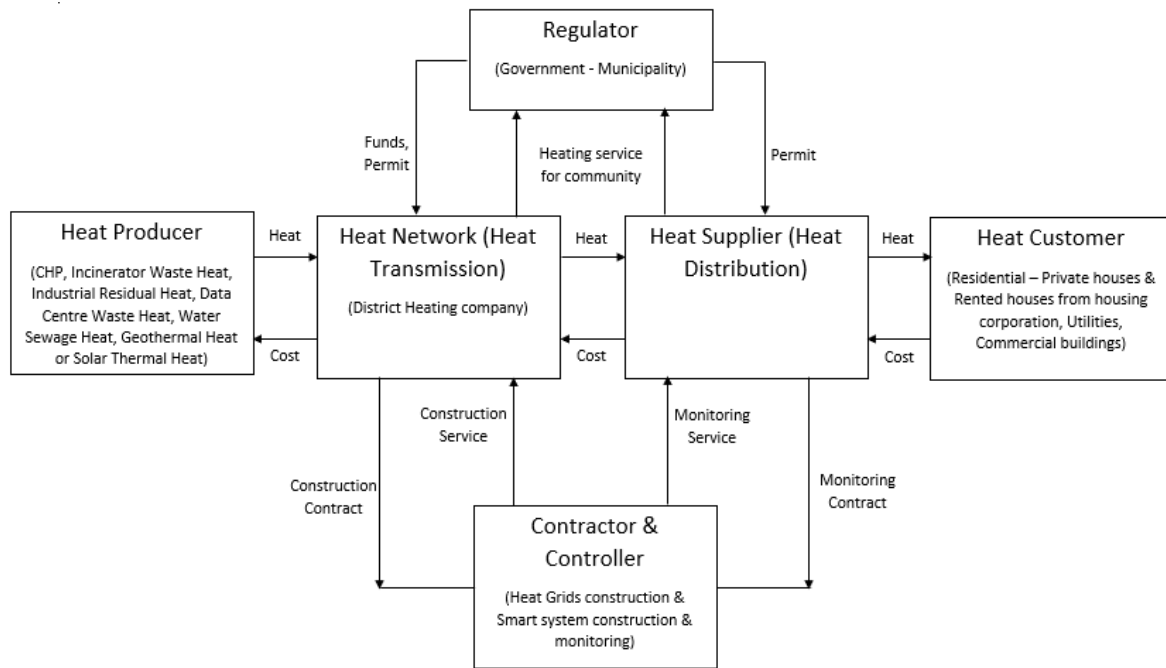 Regulator
(Government - Municipality)
Funds,
Permit
Heating service
for community
Permit
Heat Producer
(CHP, Incinerator Waste Heat,
Industrial Residual Heat, Data
Centre Waste Heat, Water
Sewage Heat, Geothermal Heat
or Solar Thermal Heat)
Heat
Cost
Heat Network (Heat
Transmission)
(District Heating company)
Heat
Cost
Heat Supplier (Heat
Distribution)
Heat
Cost
Heat Customer
(Residential – Private houses &
Rented houses from housing
corporation, Utilities,
Commercial buildings)
Construction
Contract
Construction
Service
Monitoring
Service
Monitoring
Contract
Contractor &
Controller
(Heat Grids construction &
Smart system construction &
monitoring)